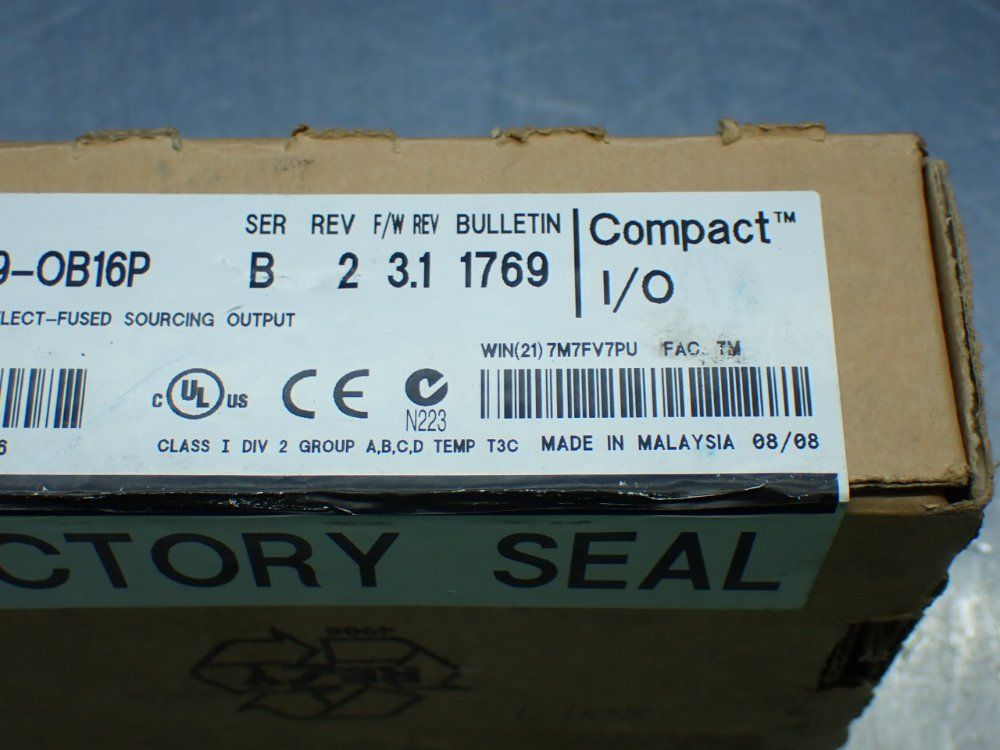 SER REV F/W REV BULLETIN
9-OB16P B 2 3.1 1769
Compact™
I/O
LECT-FUSED SOURCING OUTPUT
WIN(21) 7M7FV7PU FAC. TM
C UL US CE N223
6
CLASS I DIV 2 GROUP A,B,C,D TEMP T3C MADE IN MALAYSIA 08/08
CTORY SEAL